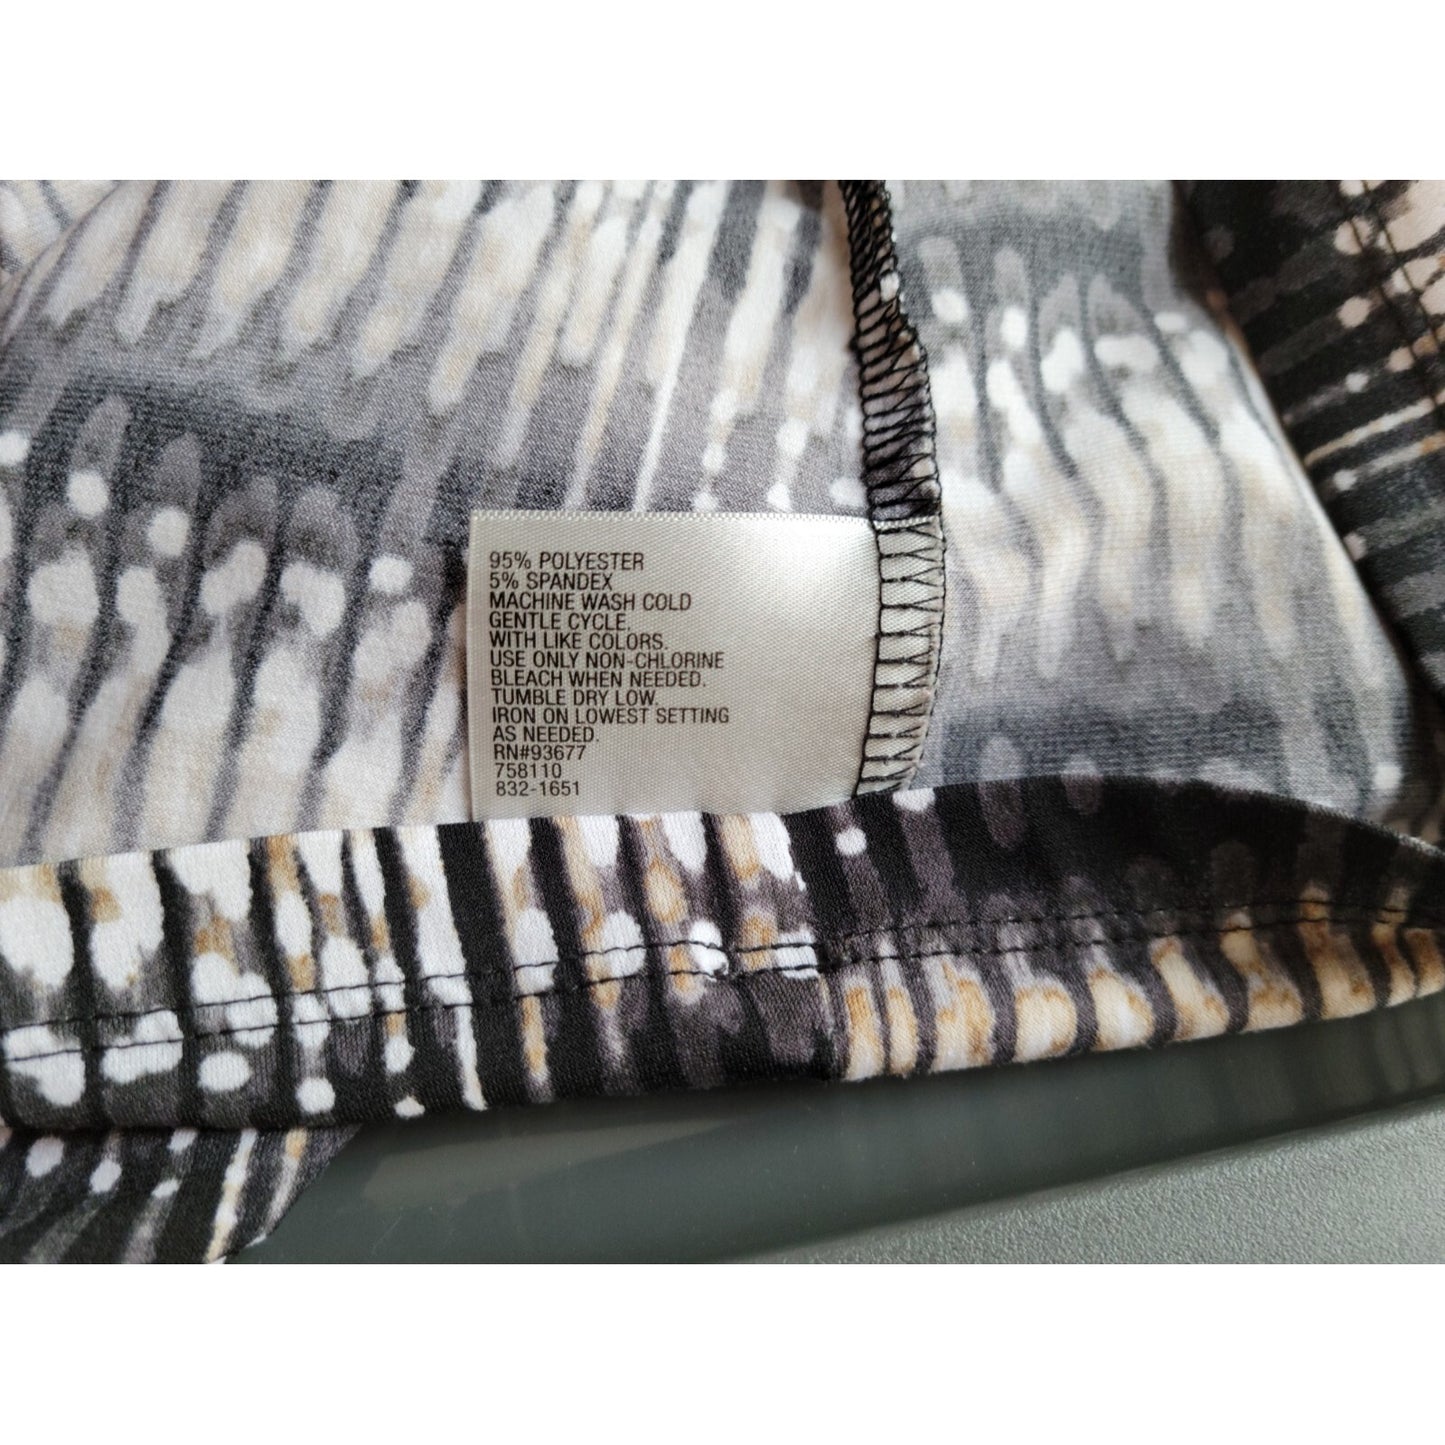 95% POLYESTER
5% SPANDEX
MACHINE WASH COLD
GENTLE CYCLE.
WITH LIKE COLORS.
USE ONLY NON-CHLORINE
BLEACH WHEN NEEDED.
TUMBLE DRY LOW.
IRON ON LOWEST SETTING
AS NEEDED.
RN#93677
758110
832-1651